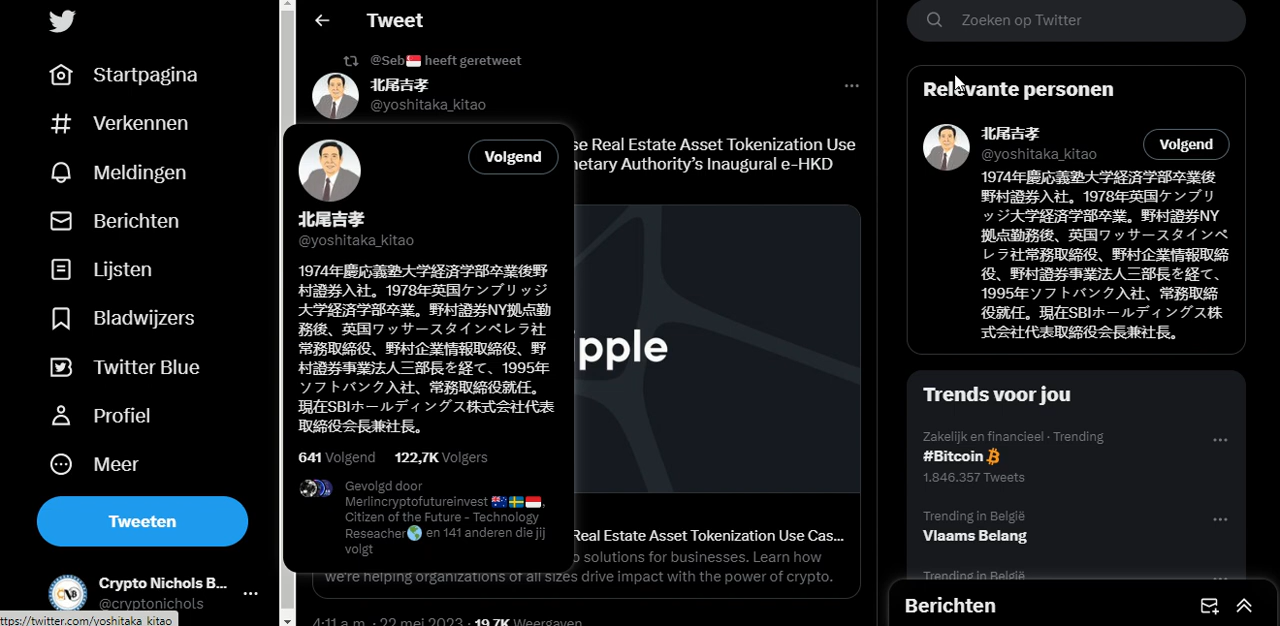 Startpagina
Verkennen
Meldingen
Berichten
Lijsten
Bladwijzers
Twitter Blue
Profiel
Meer
Tweeten
Crypto Nichols B...
@cryptonichols
ttps://twitter.com/yoshitaka_kitao
Tweet
@Seb🇸🇬 heeft geretweet
北尾吉孝
@yoshitaka_kitao
se Real Estate Asset Tokenization Use
netary Authority's Inaugural e-HKD
Volgend
北尾吉孝
@yoshitaka_kitao
1974年慶応義塾大学経済学部卒業後野
村證券入社。1978年英国ケンブリッジ
大学経済学部卒業。野村證券NY拠点勤
務後、英国ワッサースタインペレラ社
常務取締役、野村企業情報取締役、野
村證券事業法人三部長を経て、1995年
ソフトバンク入社、常務取締役就任。
現在SBIホールディングス株式会社代表
取締役会長兼社長。
641 Volgend 122,7K Volgers
Gevolgd door
Merlincryptofutureinvest 🇦🇺🇸🇪🇮🇩,
Citizen of the Future - Technology
Reseacher🌎 en 141 anderen die jij
volgt
ipple
Real Estate Asset Tokenization Use Cas...
o solutions for businesses. Learn how
we're helping organizations of all sizes drive impact with the power of crypto.
4:11 a.m. · 22 mei 2023 · 19,7K Weergaven
Zoeken op Twitter
Relevante personen
北尾吉孝
@yoshitaka_kitao
Volgend
1974年慶応義塾大学経済学部卒業後
野村證券入社。1978年英国ケンブリ
ッジ大学経済学部卒業。野村證券NY
拠点勤務後、英国ワッサースタインペ
レラ社常務取締役、野村企業情報取締
役、野村證券事業法人三部長を経て、
1995年ソフトバンク入社、常務取締
役就任。現在SBIホールディングス株
式会社代表取締役会長兼社長。
Trends voor jou
Zakelijk en financieel · Trending
#Bitcoin
1.846.357 Tweets
Trending in België
Vlaams Belang
Trending in België
Berichten